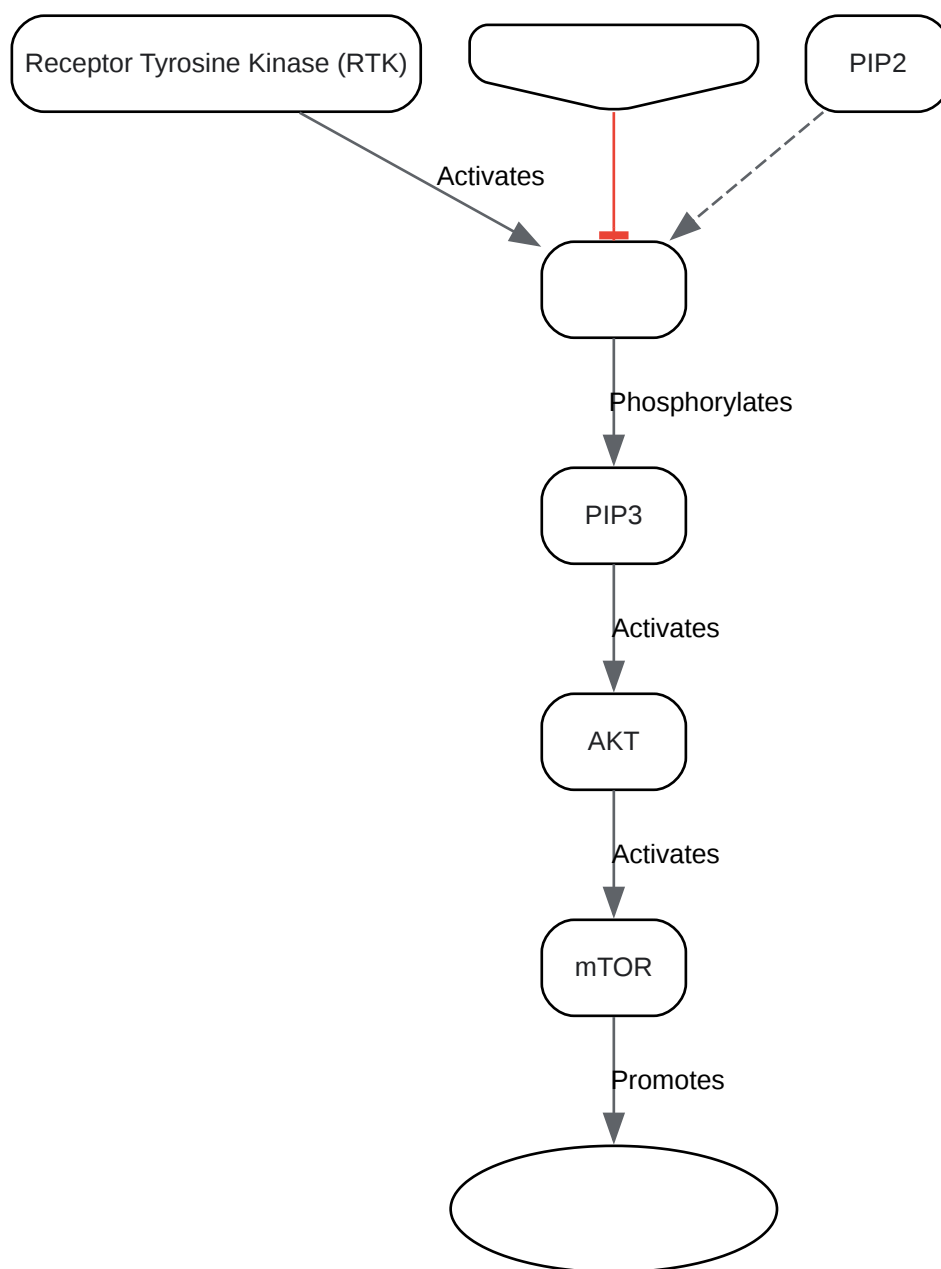 Receptor Tyrosine Kinase (RTK)
PIP2
Activates
Phosphorylates
PIP3
Activates
AKT
Activates
mTOR
Promotes